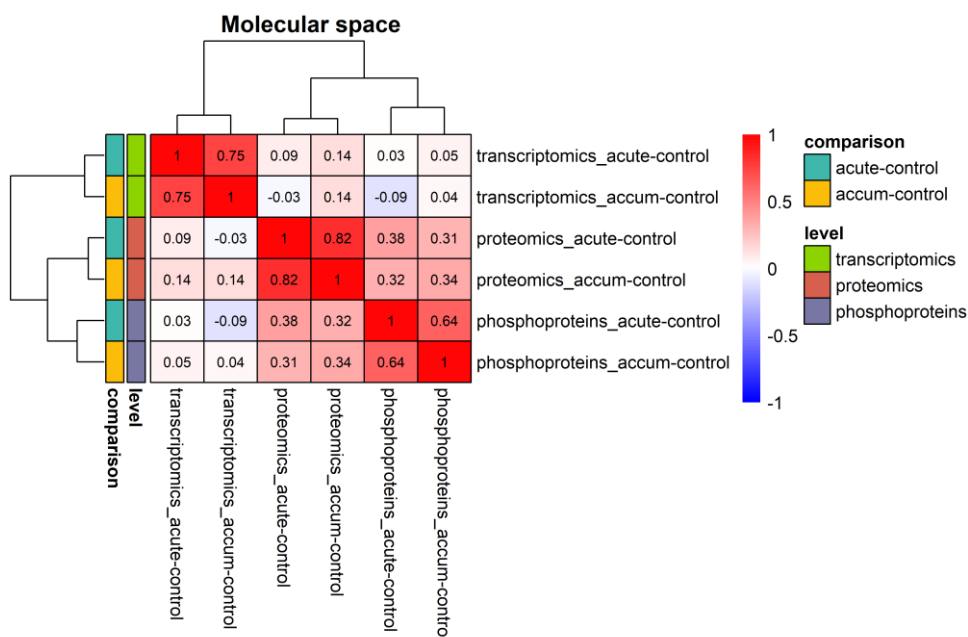 Molecular space
1 0.75 0.09 0.14 0.03 0.05 transcriptomics_acute-control
0.75 1 -0.03 0.14 -0.09 0.04 transcriptomics_accum-control
0.09 -0.03 1 0.82 0.38 0.31 proteomics_acute-control
0.14 0.14 0.82 1 0.32 0.34 proteomics_accum-control
0.03 -0.09 0.38 0.32 1 0.64 phosphoproteins_acute-control
0.05 0.04 0.31 0.34 0.64 1 phosphoproteins_accum-control
comparison
level
transcriptomics_acute-control
transcriptomics_accum-control
proteomics_acute-control
proteomics_accum-control
phosphoproteins_acute-control
phosphoproteins_accum-contro
1
0.5
0
-0.5
-1
comparison
acute-control
accum-control
level
transcriptomics
proteomics
phosphoproteins